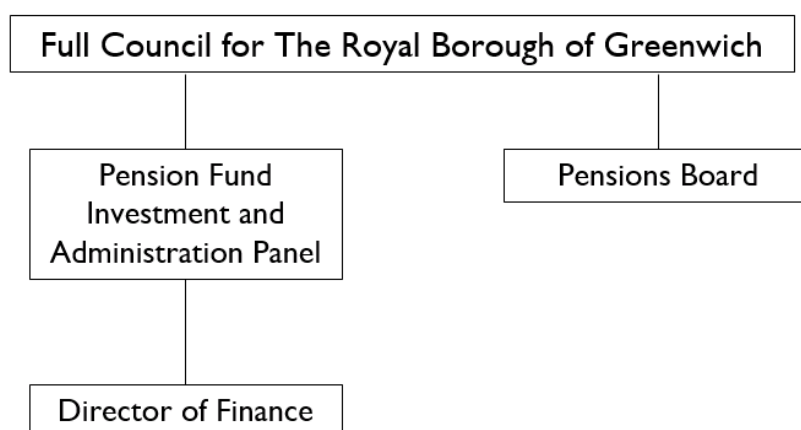 Full Council for The Royal Borough of Greenwich
Pension Fund
Investment and
Administration Panel
Pensions Board
Director of Finance